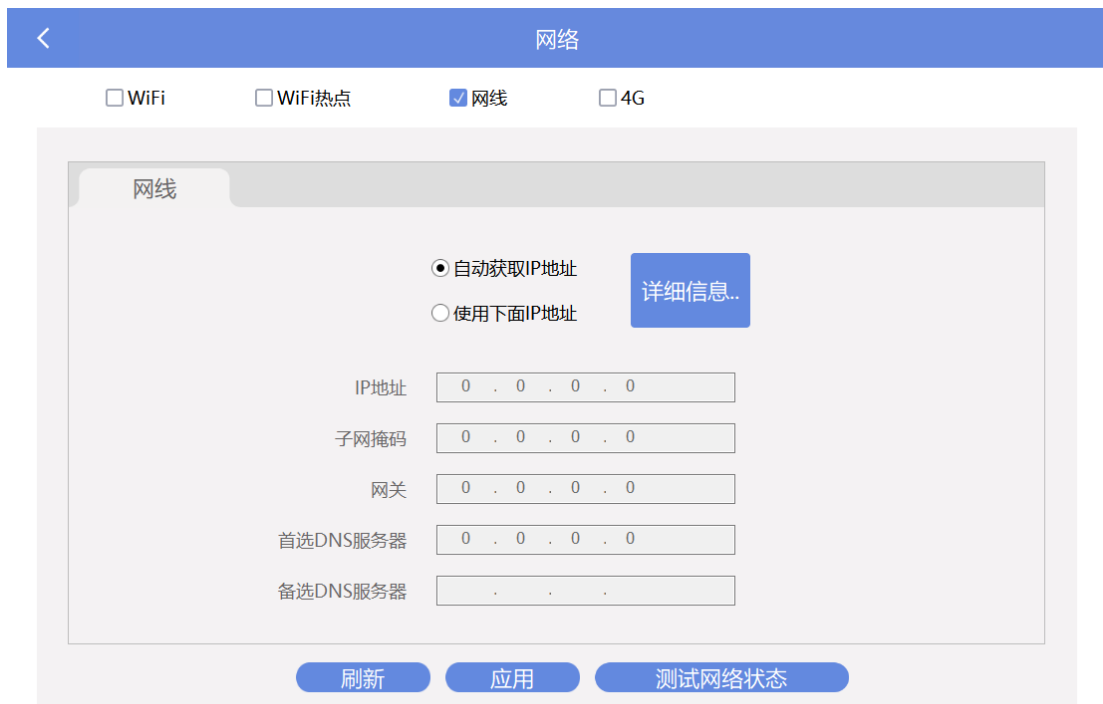 网络
WiFi WiFi热点 网线 4G
网线
自动获取IP地址
详细信息..
使用下面IP地址
IP地址 0 . 0 . 0 . 0
子网掩码 0 . 0 . 0 . 0
网关 0 . 0 . 0 . 0
首选DNS服务器 0 . 0 . 0 . 0
备选DNS服务器 . . .
刷新 应用 测试网络状态